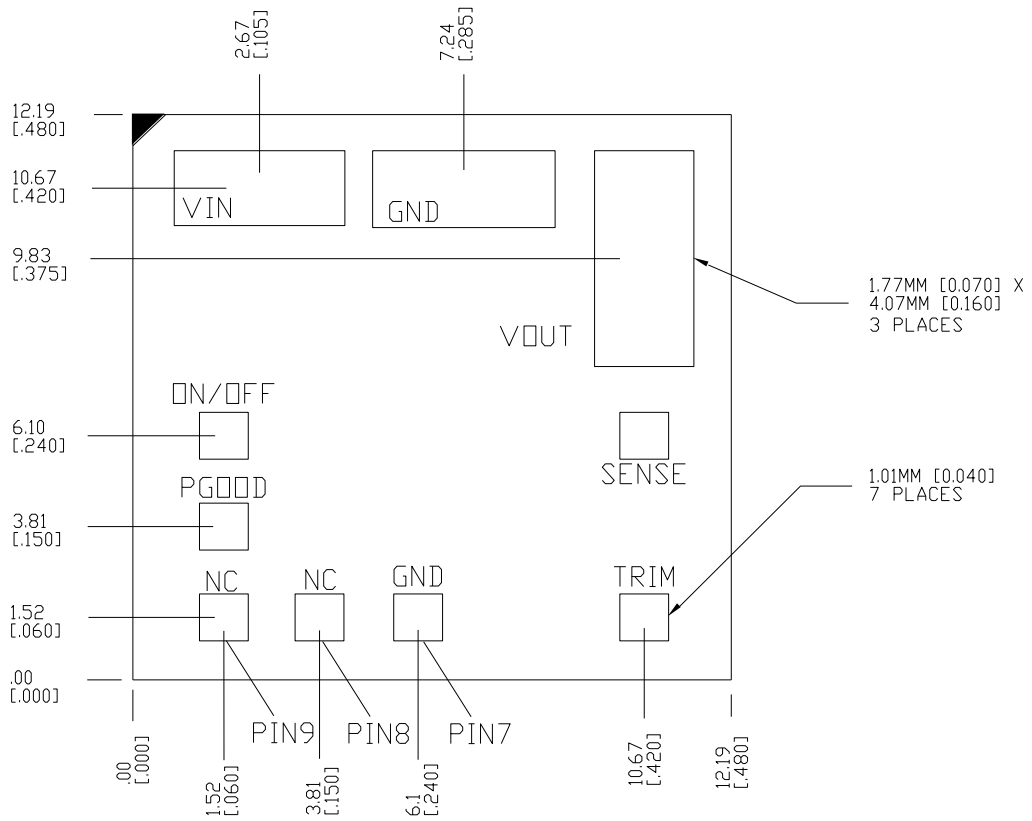 2.67
[.105]
7.24
[.285]
12.19
[.480]
10.67
[.420]
VIN
GND
9.83
[.375]
1.77MM [0.070] X
4.07MM [0.160]
3 PLACES
VOUT
ON/OFF
6.10
[.240]
SENSE
PGOOD
1.01MM [0.040]
7 PLACES
3.81
[.150]
NC
NC
GND
TRIM
1.52
[.060]
.00
[.000]
PIN9
PIN8
PIN7
.00
[.000]
1.52
[.060]
3.81
[.150]
6.1
[.240]
10.67
[.420]
12.19
[.480]